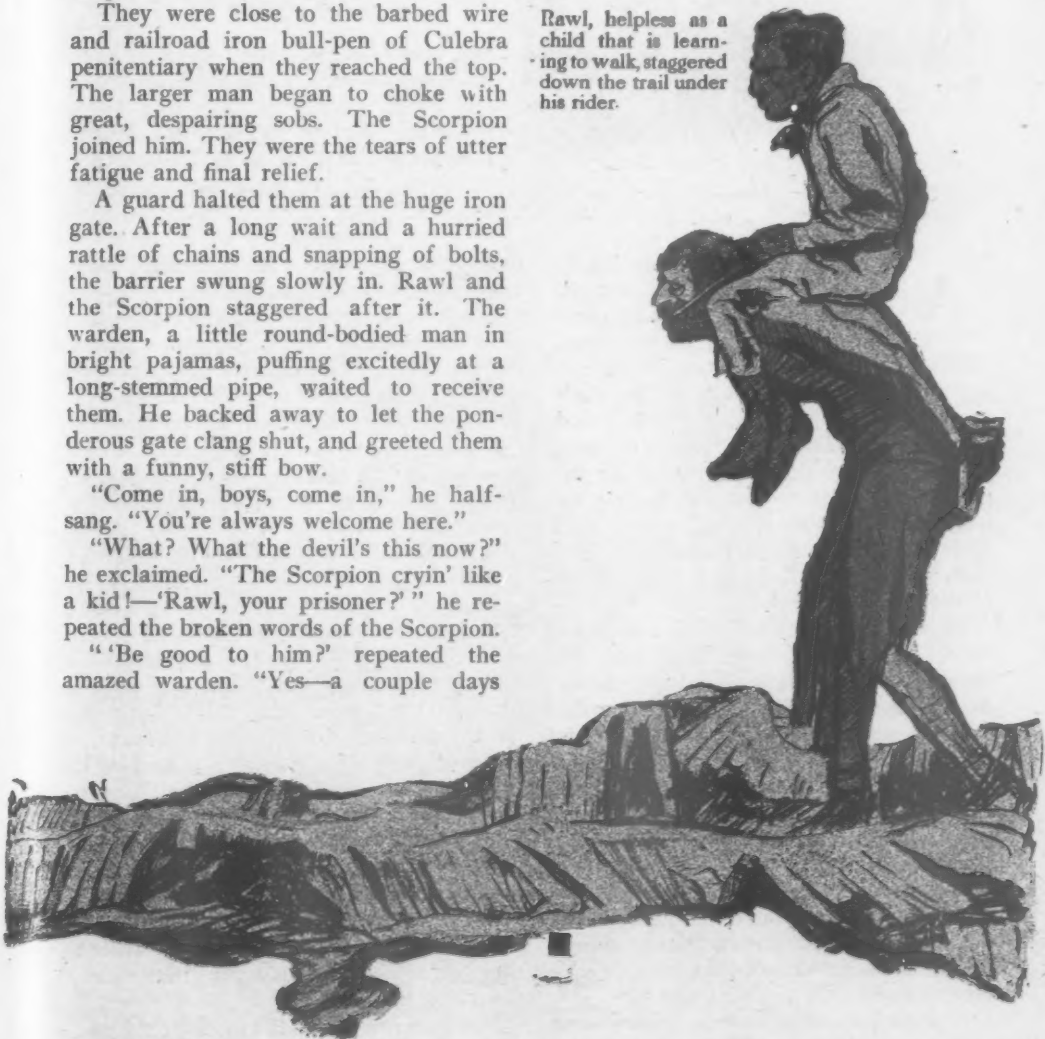 They were close to the barbed wire
and railroad iron bull-pen of Culebra
penitentiary when they reached the top.
The larger man began to choke with
great, despairing sobs. The Scorpion
joined him. They were the tears of utter
fatigue and final relief.
A guard halted them at the huge iron
gate. After a long wait and a hurried
rattle of chains and snapping of bolts,
the barrier swung slowly in. Rawl and
the Scorpion staggered after it. The
warden, a little round-bodied man in
bright pajamas, puffing excitedly at a
long-stemmed pipe, waited to receive
them. He backed away to let the pon-
derous gate clang shut, and greeted them
with a funny, stiff bow.
"Come in, boys, come in," he half-
sang. "You're always welcome here."
"What? What the devil's this now?"
he exclaimed. "The Scorpion cryin' like
a kid!—'Rawl, your prisoner?' " he re-
peated the broken words of the Scorpion.
" 'Be good to him?' repeated the
amazed warden. "Yes—a couple days
Rawl, helpless as a
child that is learn-
ing to walk, staggered
down the trail under
his rider.